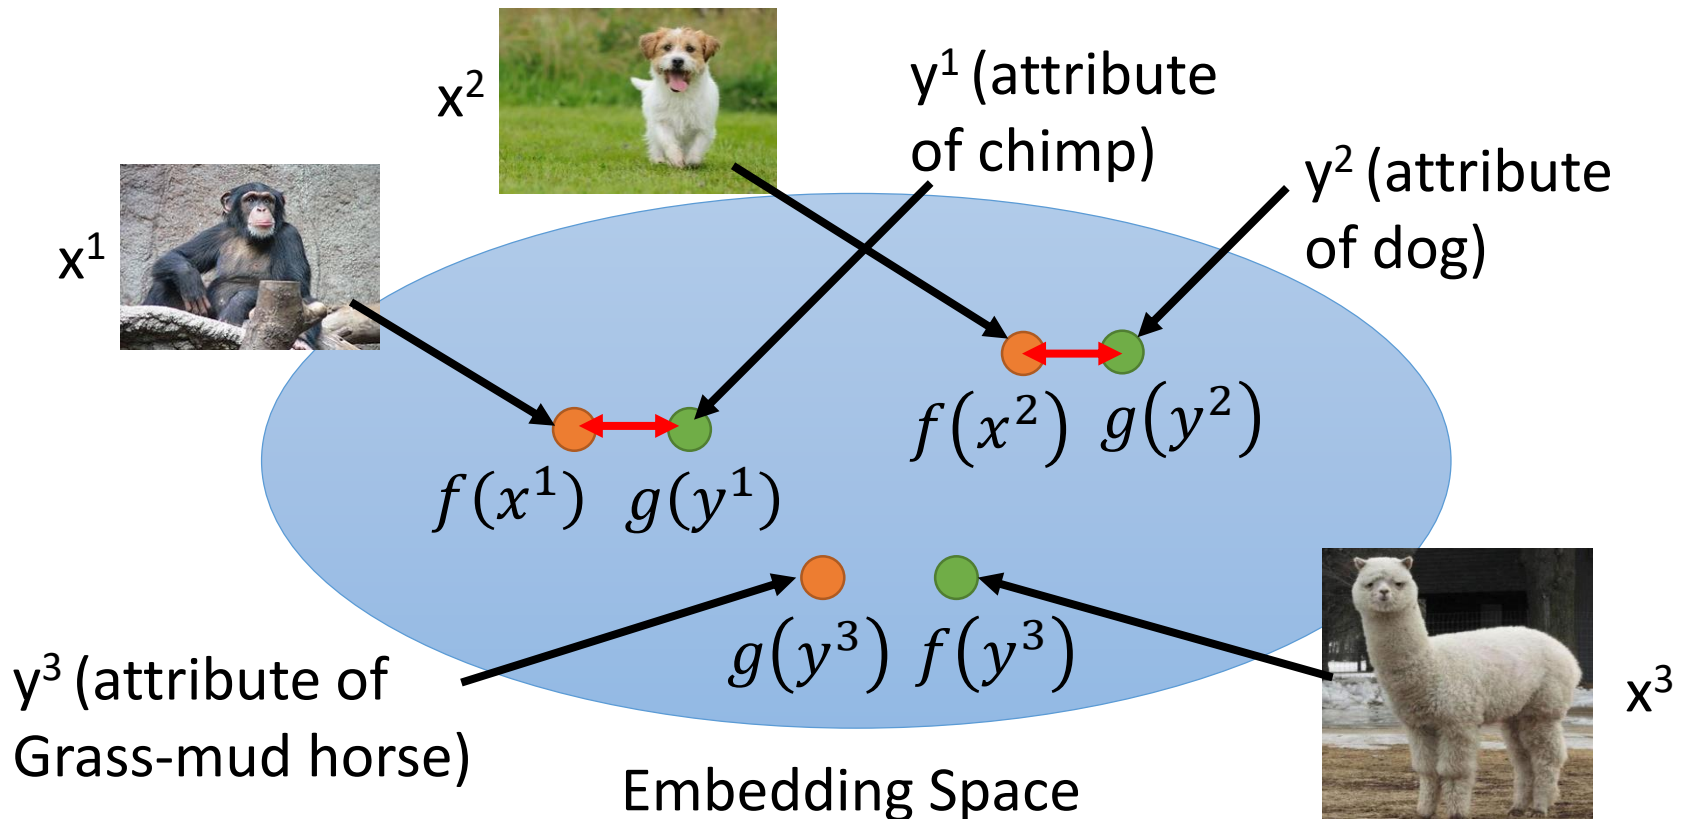 x²
y¹ (attribute
of chimp)
y² (attribute
of dog)
x¹
f(x²) g(y²)
f(x¹) g(y¹)
g(y³) f(y³)
y³ (attribute of
Grass-mud horse)
x³
Embedding Space